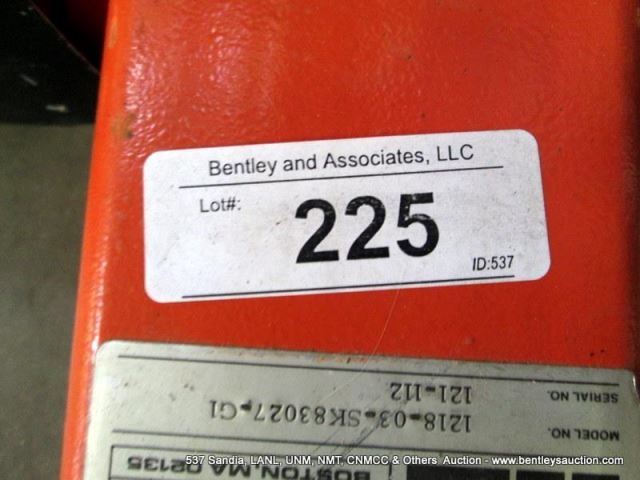 Bentley and Associates, LLC
Lot#:
225
ID:537
SERIAL NO.
121-112
MODEL NO.
1218-03-SK83027-G1
BOSTON MA 02135
537 Sandia, LANL, UNM, NMT, CNMCC & Others Auction - www.bentleysauction.com